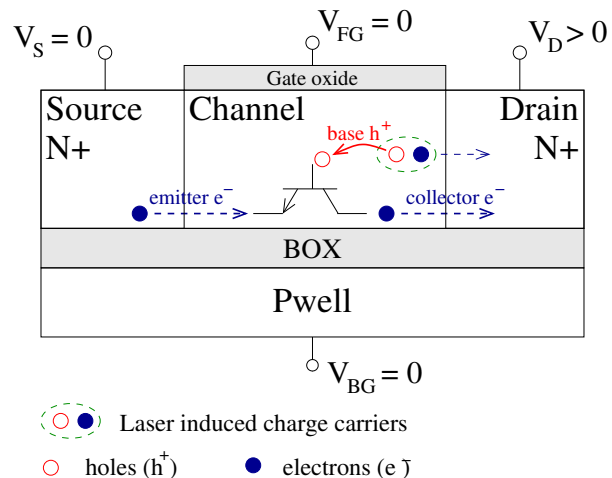 V_S = 0
V_FG = 0
V_D > 0
Gate oxide
Source
N+
Channel
Drain
N+
base h⁺
emitter e⁻
collector e⁻
BOX
Pwell
V_BG = 0
Laser induced charge carriers
holes (h⁺)
electrons (e⁻)